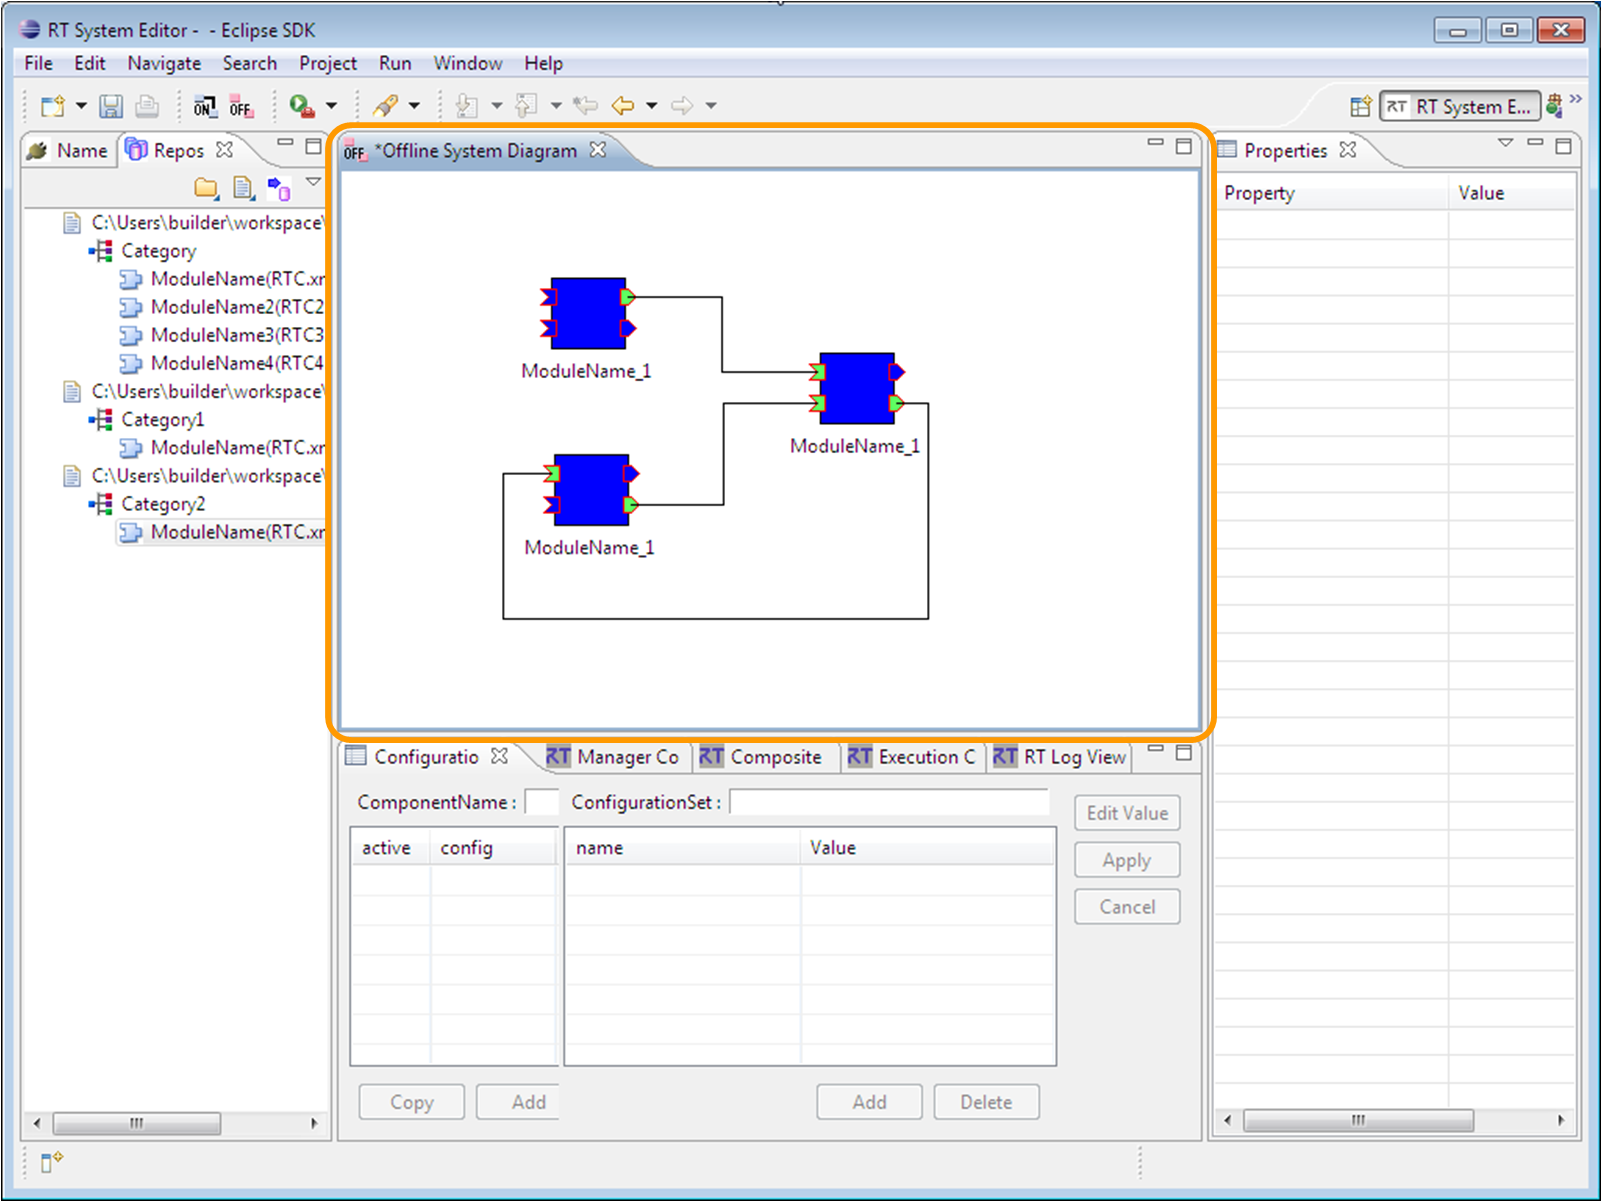 RT System Editor - - Eclipse SDK
File Edit Navigate Search Project Run Window Help
ON OFF RT RT System E...
Name Repos
OFF *Offline System Diagram
Properties
Property Value
C:\Users\builder\workspace\
Category
ModuleName(RTC.xr
ModuleName2(RTC2
ModuleName3(RTC3
ModuleName4(RTC4
C:\Users\builder\workspace\
Category1
ModuleName(RTC.xr
C:\Users\builder\workspace\
Category2
ModuleName(RTC.xr
ModuleName_1
ModuleName_1
ModuleName_1
Configuratio RT Manager Co RT Composite RT Execution C RT RT Log View
ComponentName : ConfigurationSet :
active config name Value
Edit Value
Apply
Cancel
Copy Add Add Delete